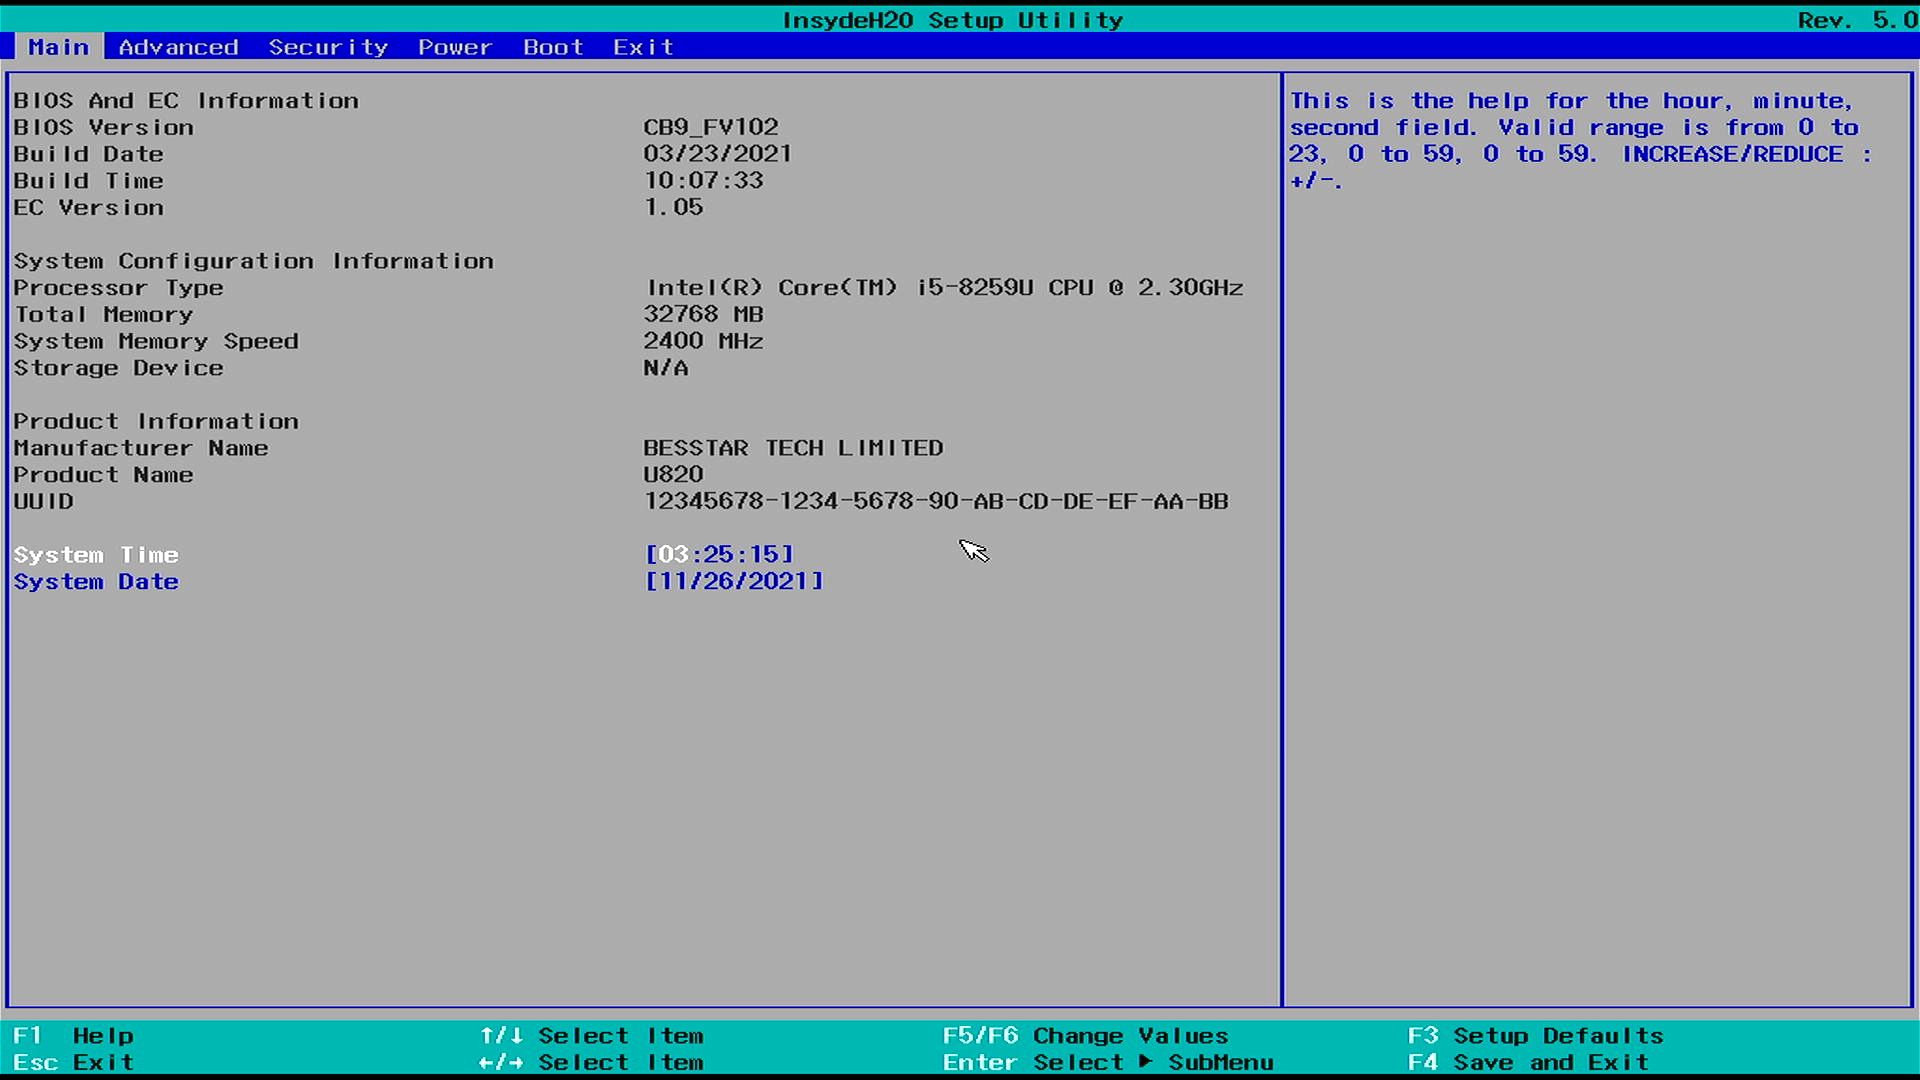 InsydeH20 Setup Utility Rev. 5.0
Main Advanced Security Power Boot Exit
BIOS And EC Information
BIOS Version CB9_FV102
Build Date 03/23/2021
Build Time 10:07:33
EC Version 1.05
System Configuration Information
Processor Type Intel(R) Core(TM) i5-8259U CPU @ 2.30GHz
Total Memory 32768 MB
System Memory Speed 2400 MHz
Storage Device N/A
Product Information
Manufacturer Name BESSTAR TECH LIMITED
Product Name U820
UUID 12345678-1234-5678-90-AB-CD-DE-EF-AA-BB
System Time [03:25:15]
System Date [11/26/2021]
This is the help for the hour, minute,
second field. Valid range is from 0 to
23, 0 to 59, 0 to 59. INCREASE/REDUCE :
+/-.
F1 Help ↑/↓ Select Item F5/F6 Change Values F3 Setup Defaults
Esc Exit ←/→ Select Item Enter Select ▶ SubMenu F4 Save and Exit